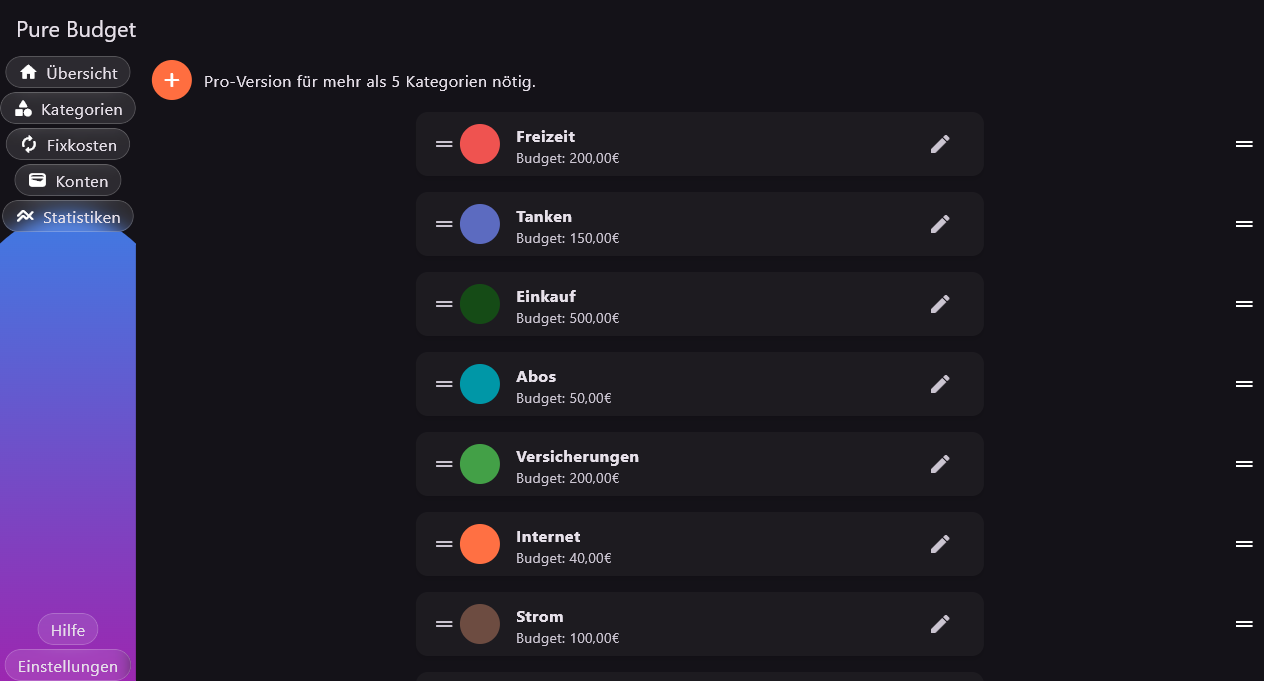 Pure Budget
Übersicht
Kategorien
Fixkosten
Konten
Statistiken
Hilfe
Einstellungen
Pro-Version für mehr als 5 Kategorien nötig.
Freizeit
Budget: 200,00€
Tanken
Budget: 150,00€
Einkauf
Budget: 500,00€
Abos
Budget: 50,00€
Versicherungen
Budget: 200,00€
Internet
Budget: 40,00€
Strom
Budget: 100,00€